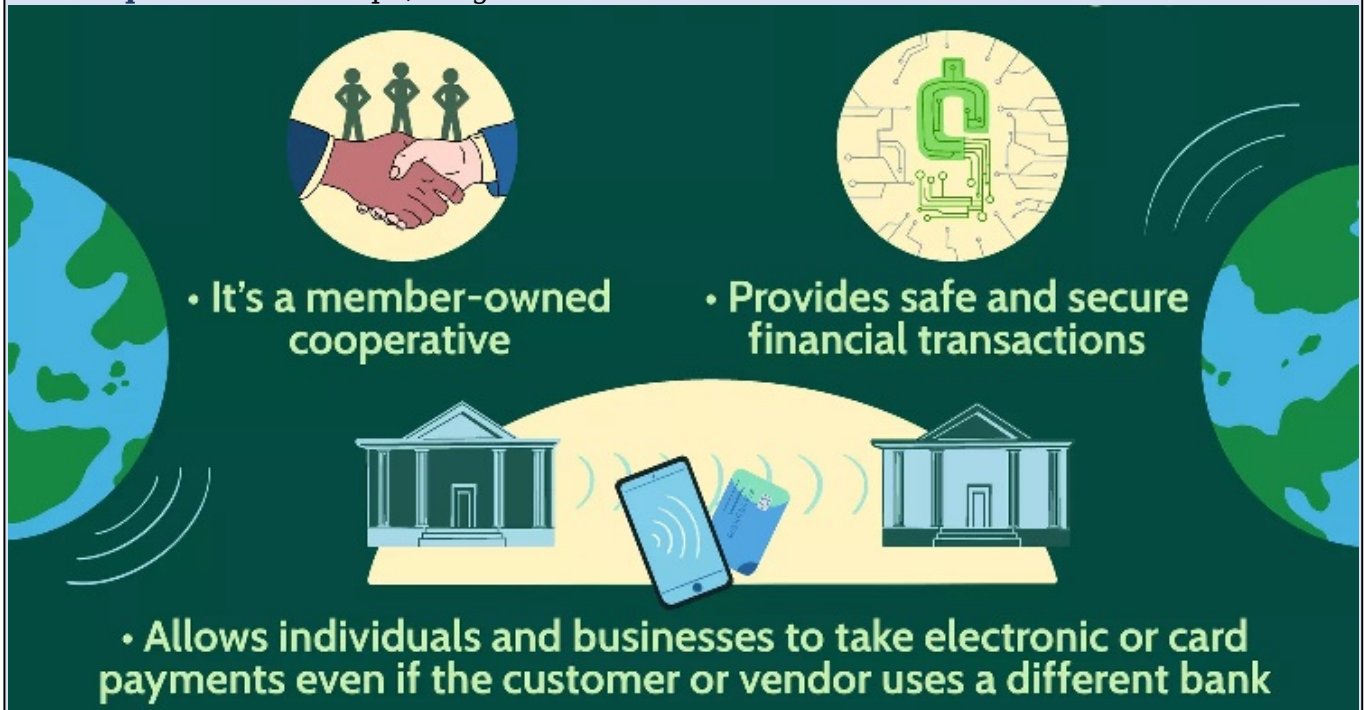 • It's a member-owned
cooperative
• Provides safe and secure
financial transactions
• Allows individuals and businesses to take electronic or card
payments even if the customer or vendor uses a different bank